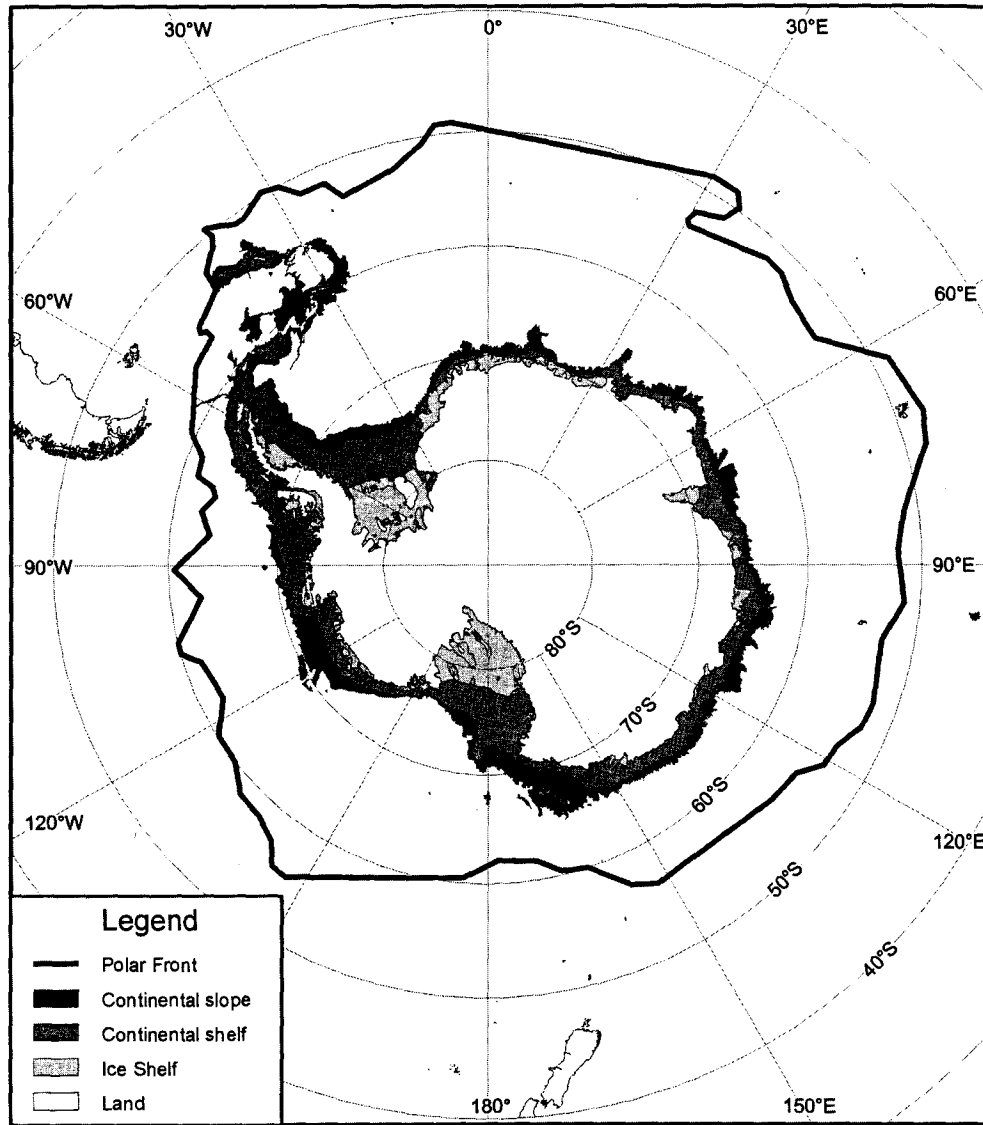 30°W
0°
30°E
60°W
60°E
90°W
90°E
80°S
70°S
60°S
120°W
120°E
50°S
40°S
180°
150°E
Legend
Polar Front
Continental slope
Continental shelf
Ice Shelf
Land